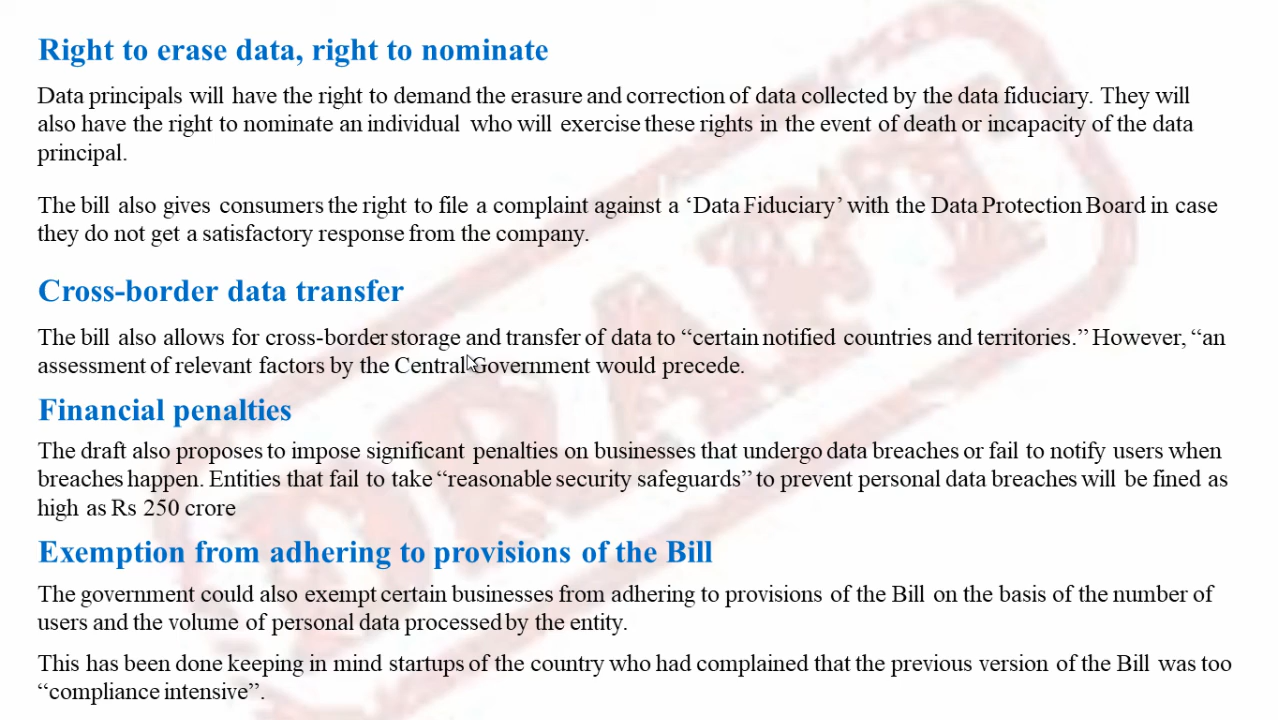 Right to erase data, right to nominate
Data principals will have the right to demand the erasure and correction of data collected by the data fiduciary. They will
also have the right to nominate an individual who will exercise these rights in the event of death or incapacity of the data
principal.
The bill also gives consumers the right to file a complaint against a ‘Data Fiduciary’ with the Data Protection Board in case
they do not get a satisfactory response from the company.
Cross-border data transfer
The bill also allows for cross-border storage and transfer of data to “certain notified countries and territories.” However, “an
assessment of relevant factors by the Central Government would precede.
Financial penalties
The draft also proposes to impose significant penalties on businesses that undergo data breaches or fail to notify users when
breaches happen. Entities that fail to take “reasonable security safeguards” to prevent personal data breaches will be fined as
high as Rs 250 crore
Exemption from adhering to provisions of the Bill
The government could also exempt certain businesses from adhering to provisions of the Bill on the basis of the number of
users and the volume of personal data processed by the entity.
This has been done keeping in mind startups of the country who had complained that the previous version of the Bill was too
“compliance intensive”.
DRAFT